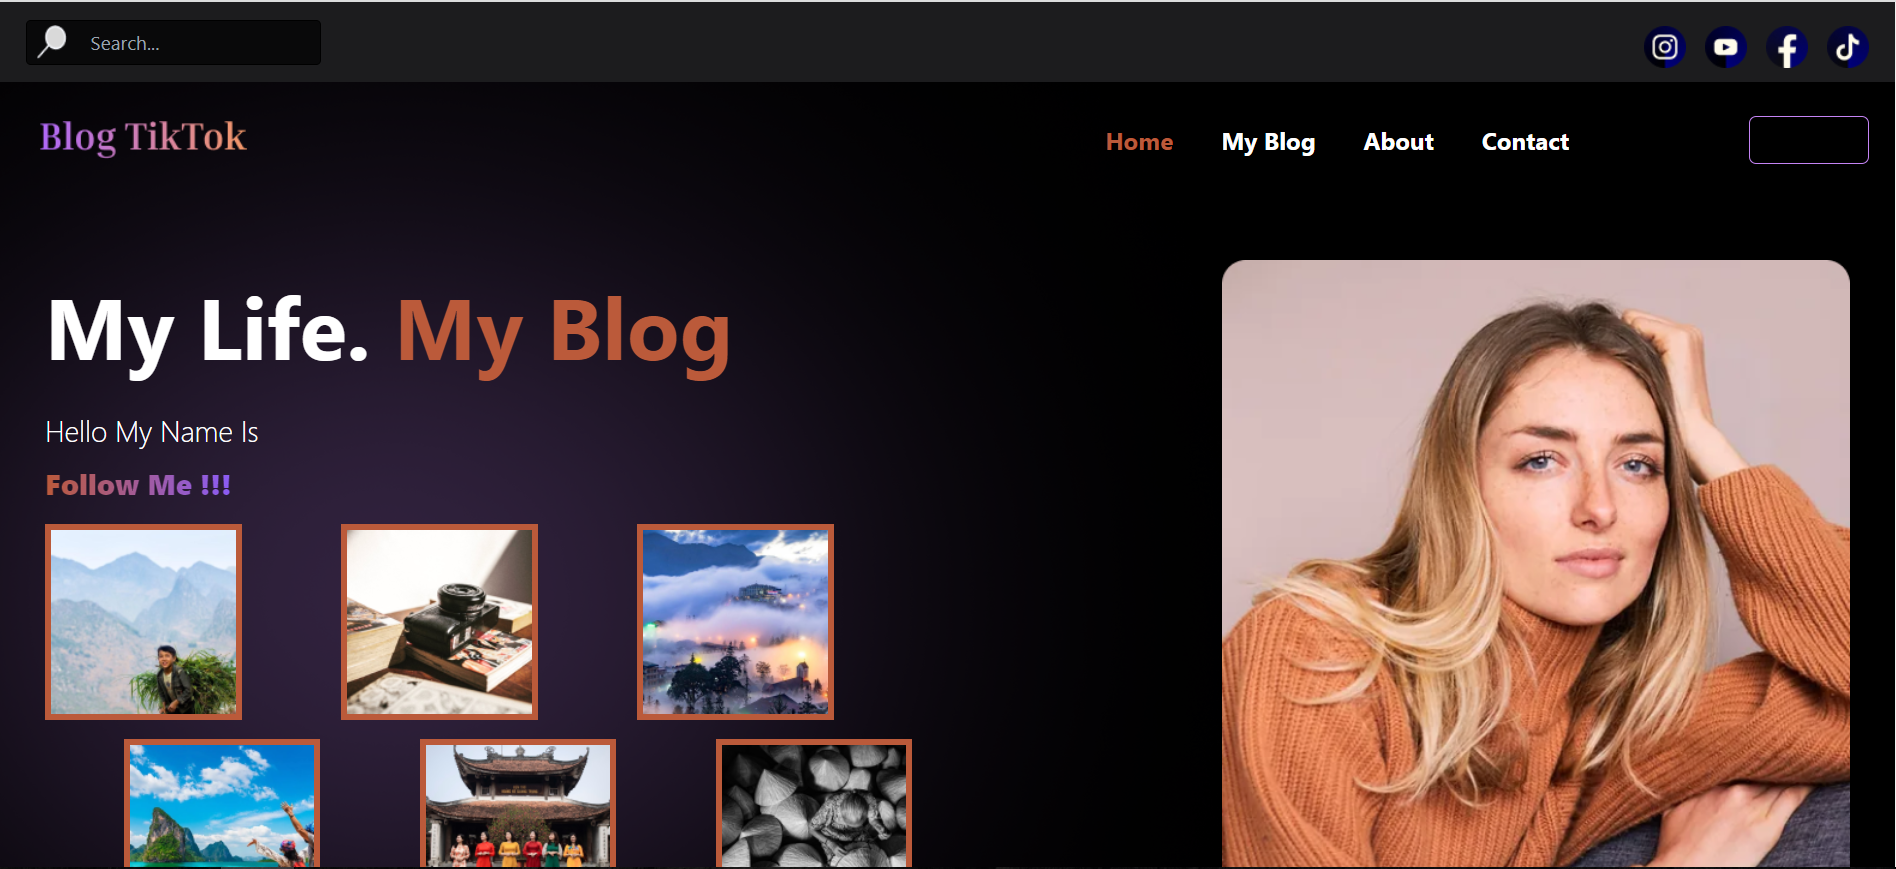 Search...
Blog TikTok
Home My Blog About Contact
My Life. My Blog
Hello My Name Is
Follow Me !!!